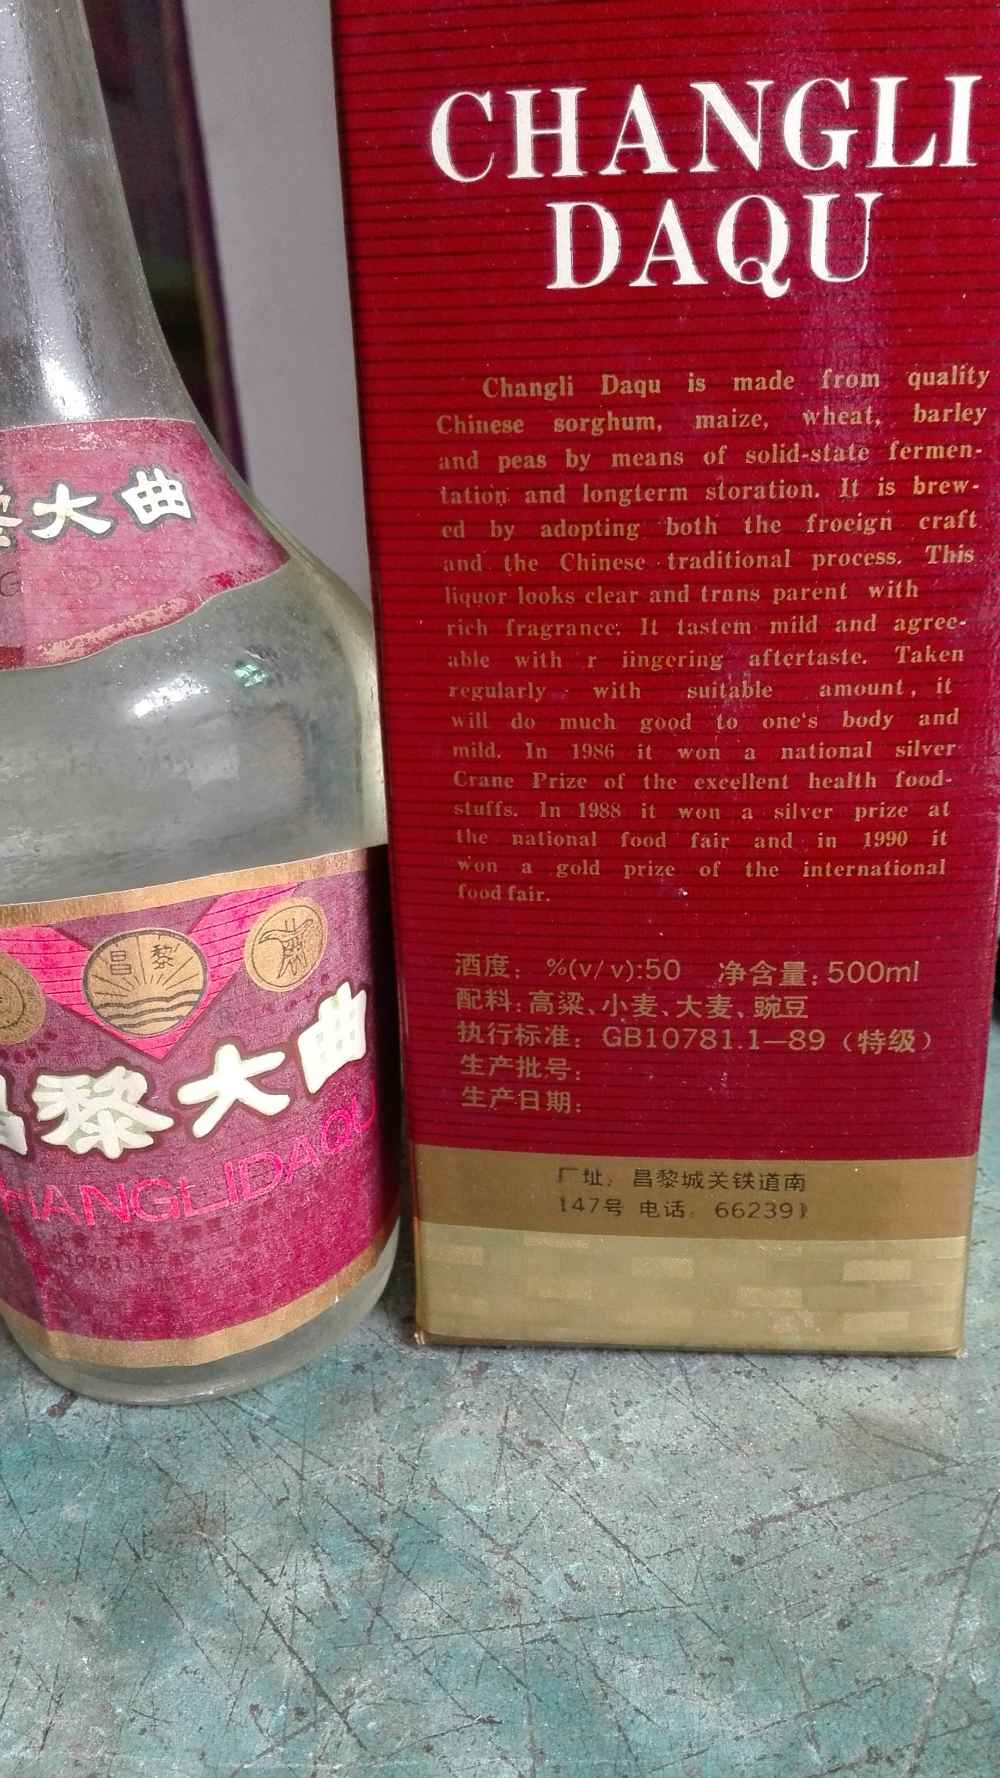 大曲
昌黎
昌黎大曲
CHANGLIDAQU
CHANGLI
DAQU
Changli Daqu is made from quality
Chinese sorghum, maize, wheat, barley
and peas by means of solid-state fermen-
tation and longterm storation. It is brew-
ed by adopting both the froeign craft
and the Chinese traditional process. This
liquor looks clear and trans parent with
rich fragrance. It tastem mild and agree-
able with r iingering aftertaste. Taken
regularly with suitable amount, it
will do much good to one's body and
mild. In 1986 it won a national silver
Crane Prize of the excellent health food-
stuffs. In 1988 it won a silver prize at
the national food fair and in 1990 it
won a gold prize of the international
food fair.
酒度：%(v/v):50 净含量:500ml
配料:高粱、小麦、大麦、豌豆
执行标准：GB10781.1—89（特级）
生产批号：
生产日期：
厂址：昌黎城关铁道南
147号 电话：66239